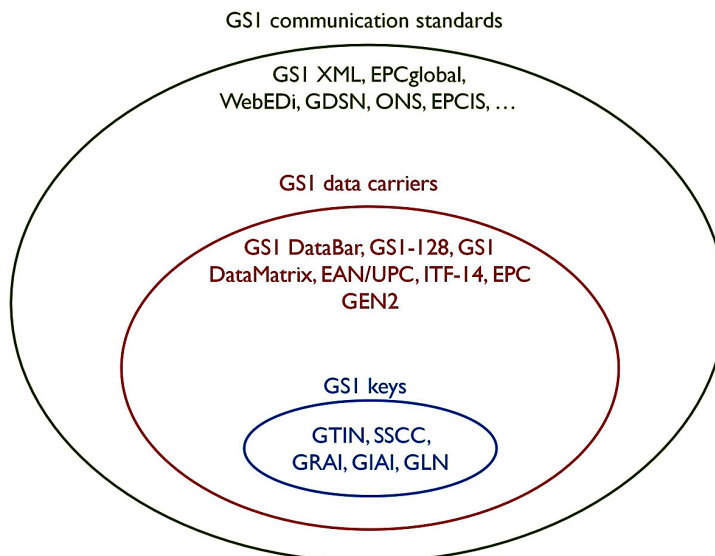 GS1 communication standards
GS1 XML, EPCglobal,
WebEDi, GDSN, ONS, EPCIS, ...
GS1 data carriers
GS1 DataBar, GS1-128, GS1
DataMatrix, EAN/UPC, ITF-14, EPC
GEN2
GS1 keys
GTIN, SSCC,
GRAI, GIAI, GLN